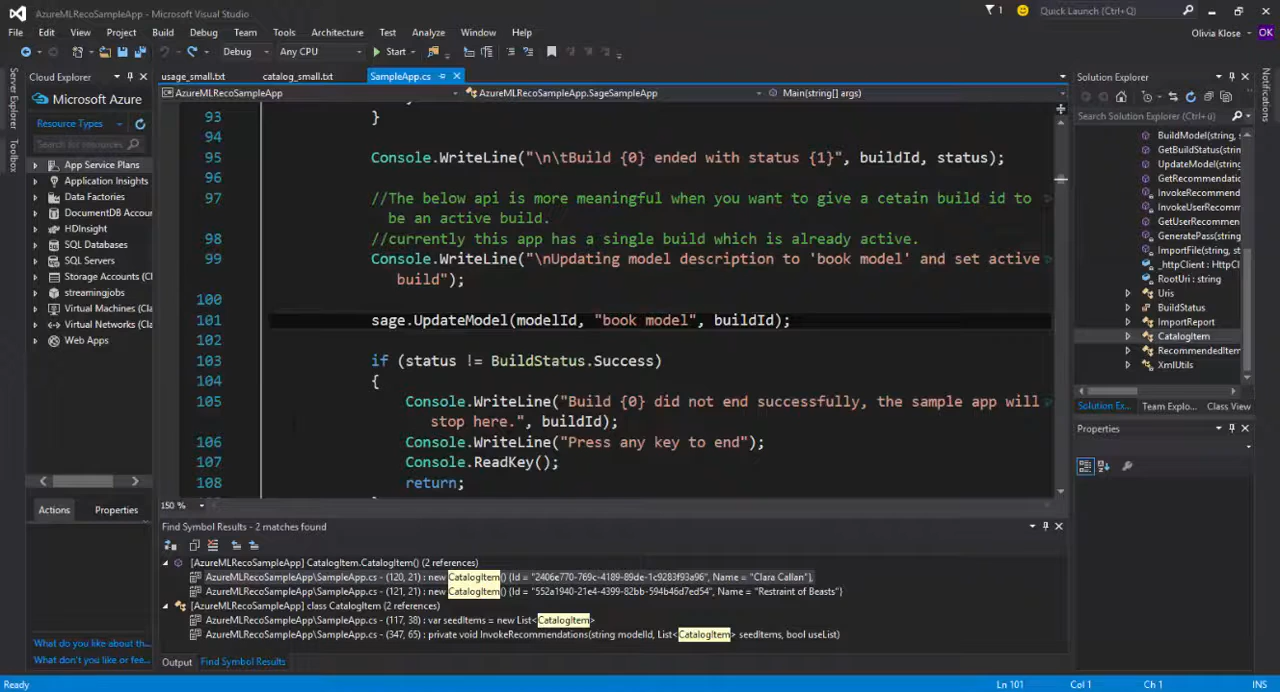 AzureMLRecoSampleApp - Microsoft Visual Studio
1
Quick Launch (Ctrl+Q)
File Edit View Project Build Debug Team Tools Architecture Test Analyze Window Help
Olivia Klose
OK
Debug
Any CPU
Start
Server Explorer
Toolbox
Cloud Explorer
Microsoft Azure
Resource Types
Search for resources
App Service Plans
Application Insights
Data Factories
DocumentDB Accou
HDInsight
SQL Databases
SQL Servers
Storage Accounts (Cl
streamingjobs
Virtual Machines (Cla
Virtual Networks (Cl
Web Apps
Actions
Properties
What do you like about th...
What don't you like or fee...
usage_small.txt
catalog_small.txt
SampleApp.cs
AzureMLRecoSampleApp
AzureMLRecoSampleApp.SageSampleApp
Main(string[] args)
93 }
94
95 Console.WriteLine("\n\tBuild {0} ended with status {1}", buildId, status);
96
97 //The below api is more meaningful when you want to give a cetain build id to
be an active build.
98 //currently this app has a single build which is already active.
99 Console.WriteLine("\nUpdating model description to 'book model' and set active
build");
100
101 sage.UpdateModel(modelId, "book model", buildId);
102
103 if (status != BuildStatus.Success)
104 {
105 Console.WriteLine("Build {0} did not end successfully, the sample app will
stop here.", buildId);
106 Console.WriteLine("Press any key to end");
107 Console.ReadKey();
108 return;
150 %
Find Symbol Results - 2 matches found
[AzureMLRecoSampleApp] CatalogItem.CatalogItem() (2 references)
AzureMLRecoSampleApp\SampleApp.cs - (120, 21) : new CatalogItem() {Id = "2406e770-769c-4189-89de-1c9283f93a96", Name = "Clara Callan"},
AzureMLRecoSampleApp\SampleApp.cs - (121, 21) : new CatalogItem() {Id = "552a1940-21e4-4399-82bb-594b46d7ed54", Name = "Restraint of Beasts"}
[AzureMLRecoSampleApp] class CatalogItem (2 references)
AzureMLRecoSampleApp\SampleApp.cs - (117, 38) : var seedItems = new List<CatalogItem>
AzureMLRecoSampleApp\SampleApp.cs - (347, 65) : private void InvokeRecommendations(string modelId, List<CatalogItem> seedItems, bool useList)
Output
Find Symbol Results
Solution Explorer
Search Solution Explorer (Ctrl+ü)
BuildModel(string,
GetBuildStatus(string
UpdateModel(string,
GetRecommendation
InvokeRecommend
InvokeUserRecomm
GetUserRecommen
GeneratePass(string
ImportFile(string
_httpClient : HttpCl
RootUri : string
Uris
BuildStatus
ImportReport
CatalogItem
RecommendedItem
XmlUtils
Solution Ex...
Team Explo...
Class View
Properties
Notifications
Ready
Ln 101
Col 1
Ch 1
INS